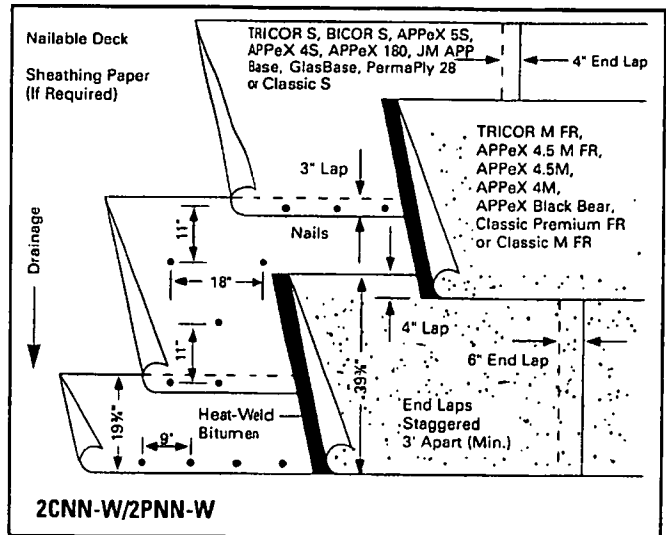 Nailable Deck
Sheathing Paper
(If Required)
TRICOR S, BICOR S, APPeX 5S,
APPeX 4S, APPeX 180, JM APP
Base, GlasBase, PermaPly 28
or Classic S
4" End Lap
TRICOR M FR,
APPeX 4.5 M FR,
APPeX 4.5M,
APPeX 4M,
APPeX Black Bear,
Classic Premium FR
or Classic M FR
3" Lap
Nails
11"
18"
Drainage
11"
4" Lap
6" End Lap
39⅜"
19¾"
9"
Heat-Weld
Bitumen
End Laps
Staggered
3' Apart (Min.)
2CNN-W/2PNN-W